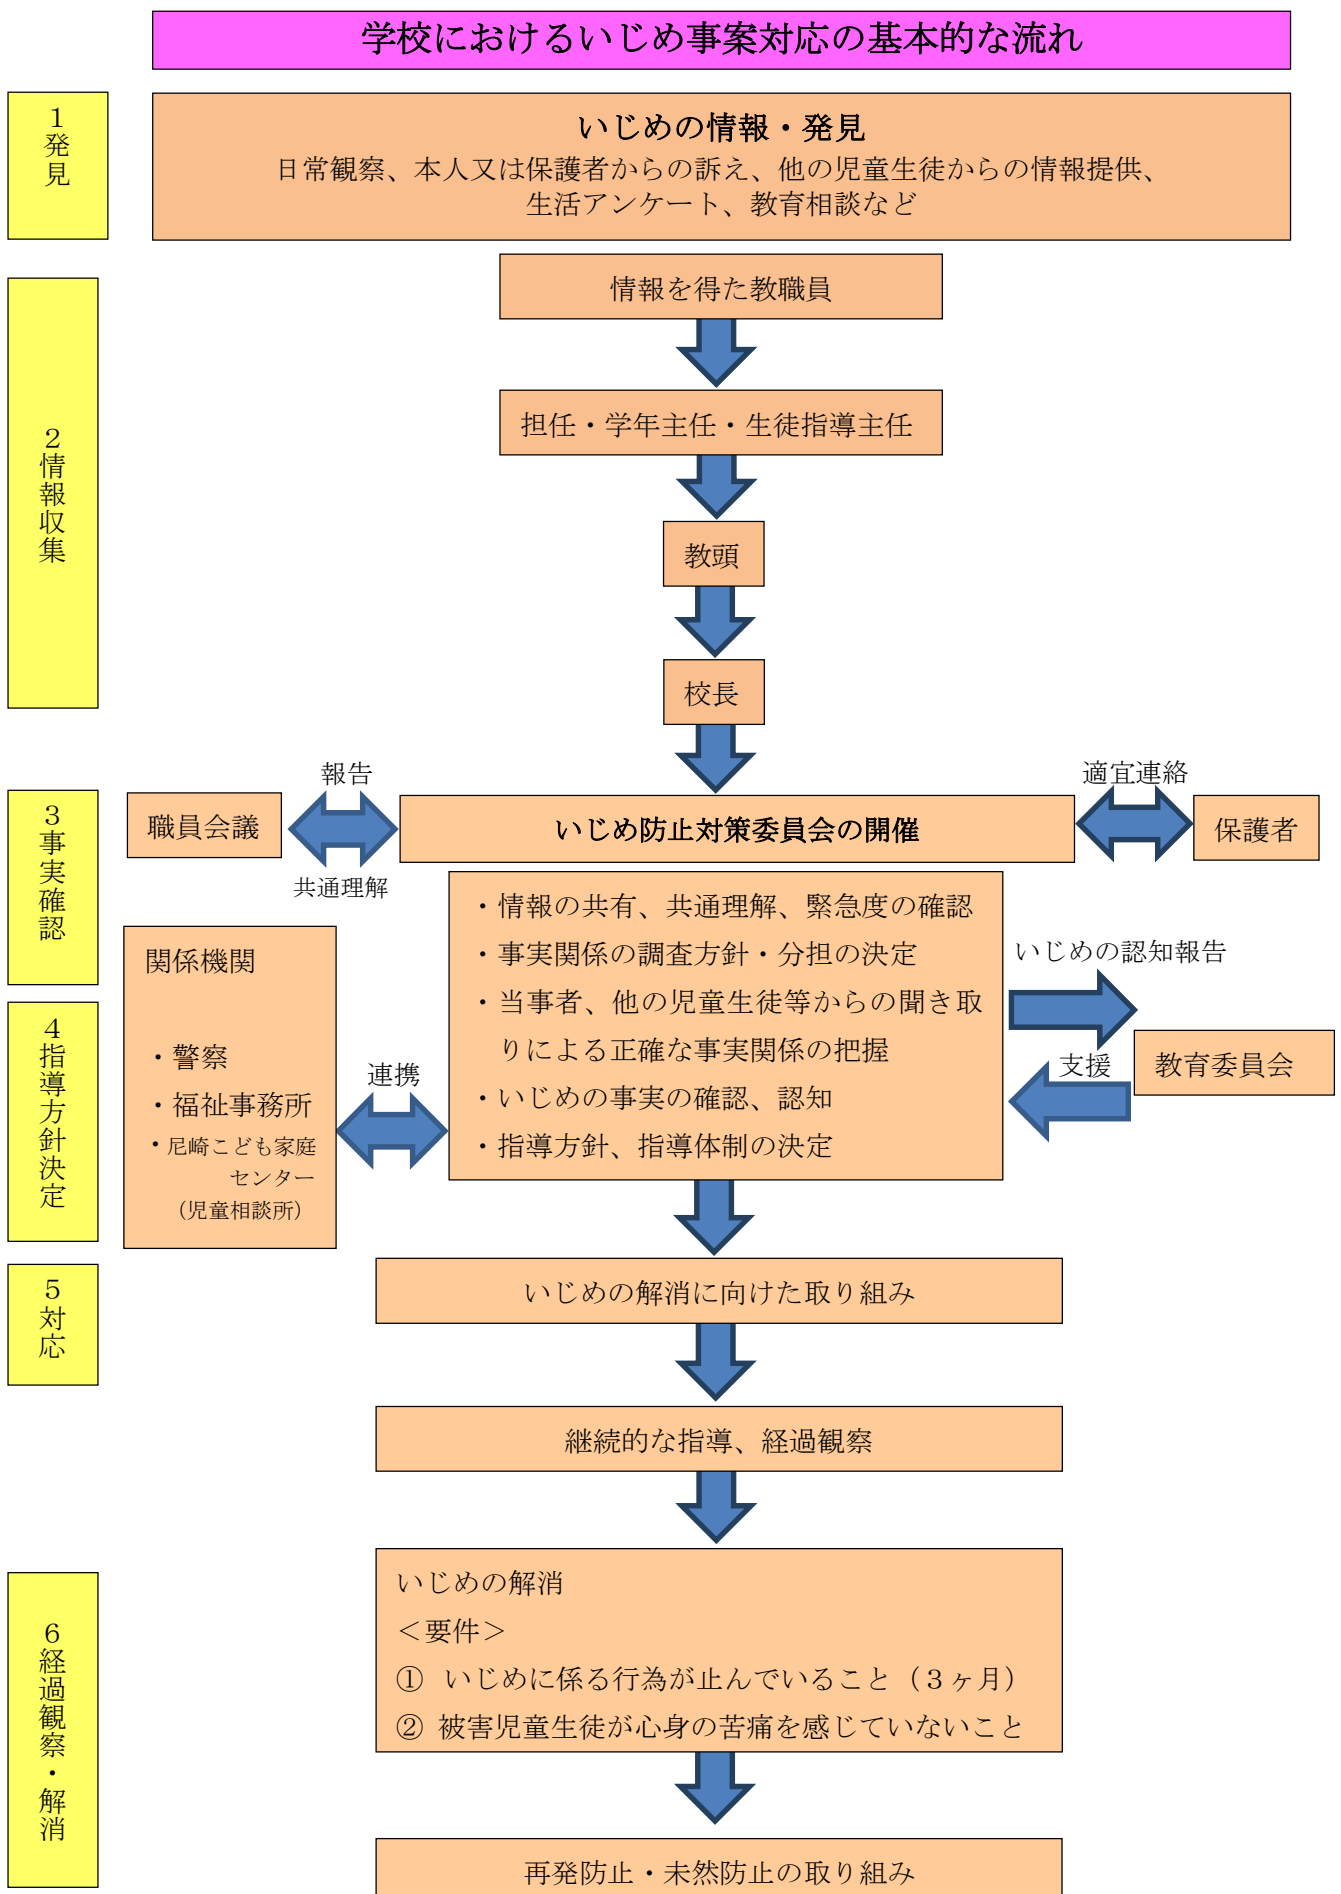 学校におけるいじめ事案対応の基本的な流れ
1発見
いじめの情報・発見
日常観察、本人又は保護者からの訴え、他の児童生徒からの情報提供、
生活アンケート、教育相談など
2情報収集
情報を得た教職員
担任・学年主任・生徒指導主任
教頭
校長
3事実確認
職員会議
報告
共通理解
いじめ防止対策委員会の開催
適宜連絡
保護者
・情報の共有、共通理解、緊急度の確認
・事実関係の調査方針・分担の決定
・当事者、他の児童生徒等からの聞き取
りによる正確な事実関係の把握
・いじめの事実の確認、認知
・指導方針、指導体制の決定
いじめの認知報告
支援
教育委員会
4指導方針決定
関係機関
・警察
・福祉事務所
・尼崎こども家庭
センター
（児童相談所）
連携
5対応
いじめの解消に向けた取り組み
継続的な指導、経過観察
6経過観察・解消
いじめの解消
＜要件＞
① いじめに係る行為が止んでいること（３ヶ月）
② 被害児童生徒が心身の苦痛を感じていないこと
再発防止・未然防止の取り組み